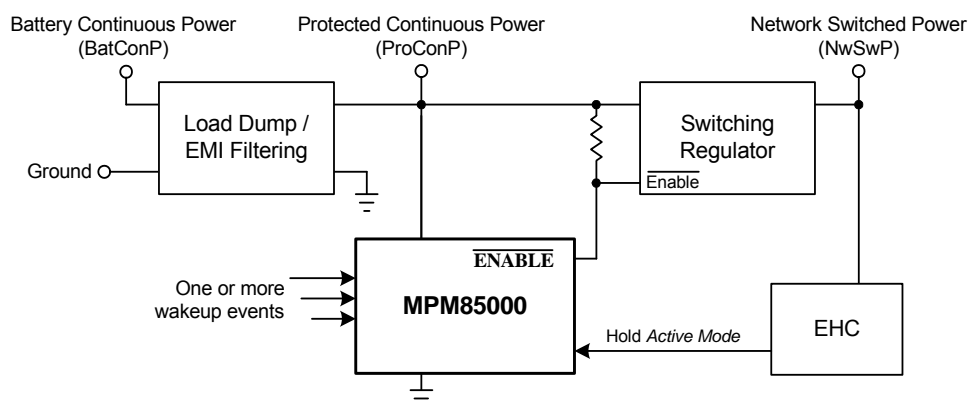 Battery Continuous Power
(BatConP)
Protected Continuous Power
(ProConP)
Network Switched Power
(NwSwP)
Load Dump /
EMI Filtering
Switching
Regulator
Enable
Ground
ENABLE
MPM85000
One or more
wakeup events
Hold Active Mode
EHC